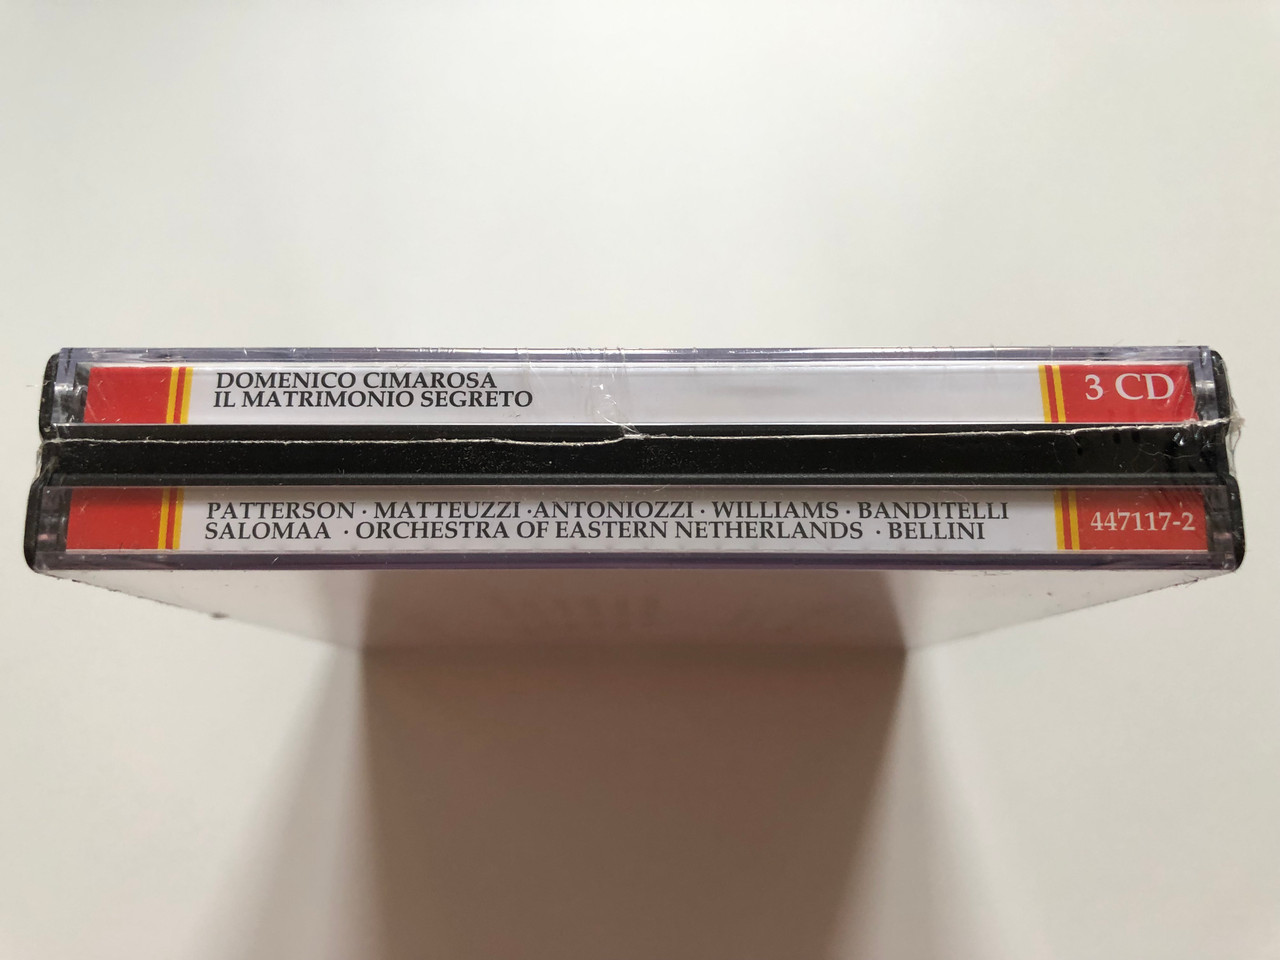 DOMENICO CIMAROSA
IL MATRIMONIO SEGRETO
3 CD
PATTERSON · MATTEUZZI · ANTONIOZZI · WILLIAMS · BANDITELLI
SALOMAA · ORCHESTRA OF EASTERN NETHERLANDS · BELLINI
447117-2